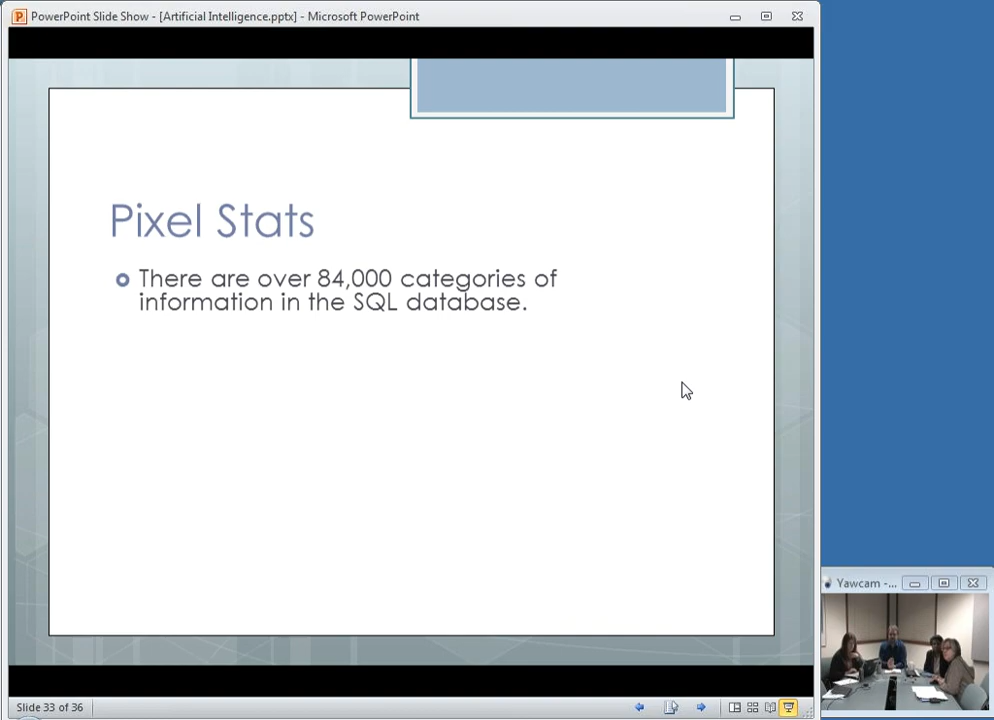 PowerPoint Slide Show - [Artificial Intelligence.pptx] - Microsoft PowerPoint
Pixel Stats
There are over 84,000 categories of
information in the SQL database.
Yawcam -...
Slide 33 of 36